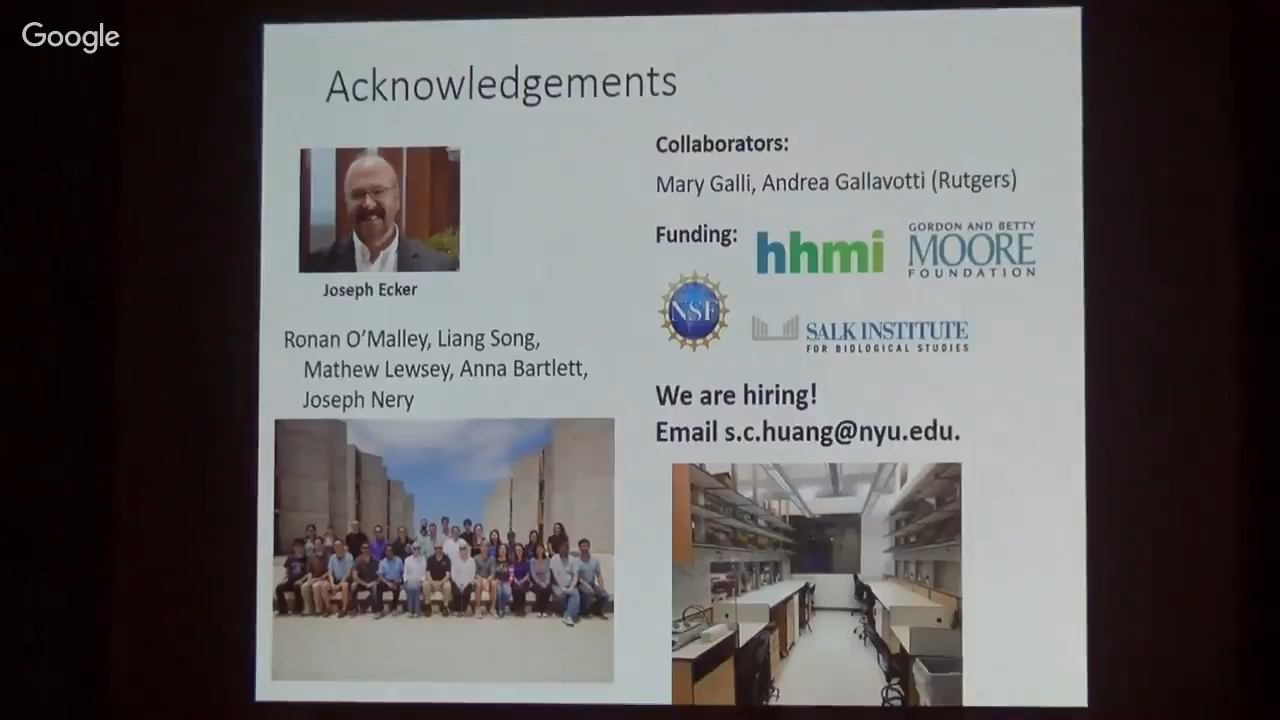 Google
Acknowledgements
Joseph Ecker
Ronan O'Malley, Liang Song,
Mathew Lewsey, Anna Bartlett,
Joseph Nery
Collaborators:
Mary Galli, Andrea Gallavotti (Rutgers)
Funding:
hhmi
GORDON AND BETTY
MOORE
FOUNDATION
NSF
SALK INSTITUTE
FOR BIOLOGICAL STUDIES
We are hiring!
Email s.c.huang@nyu.edu.